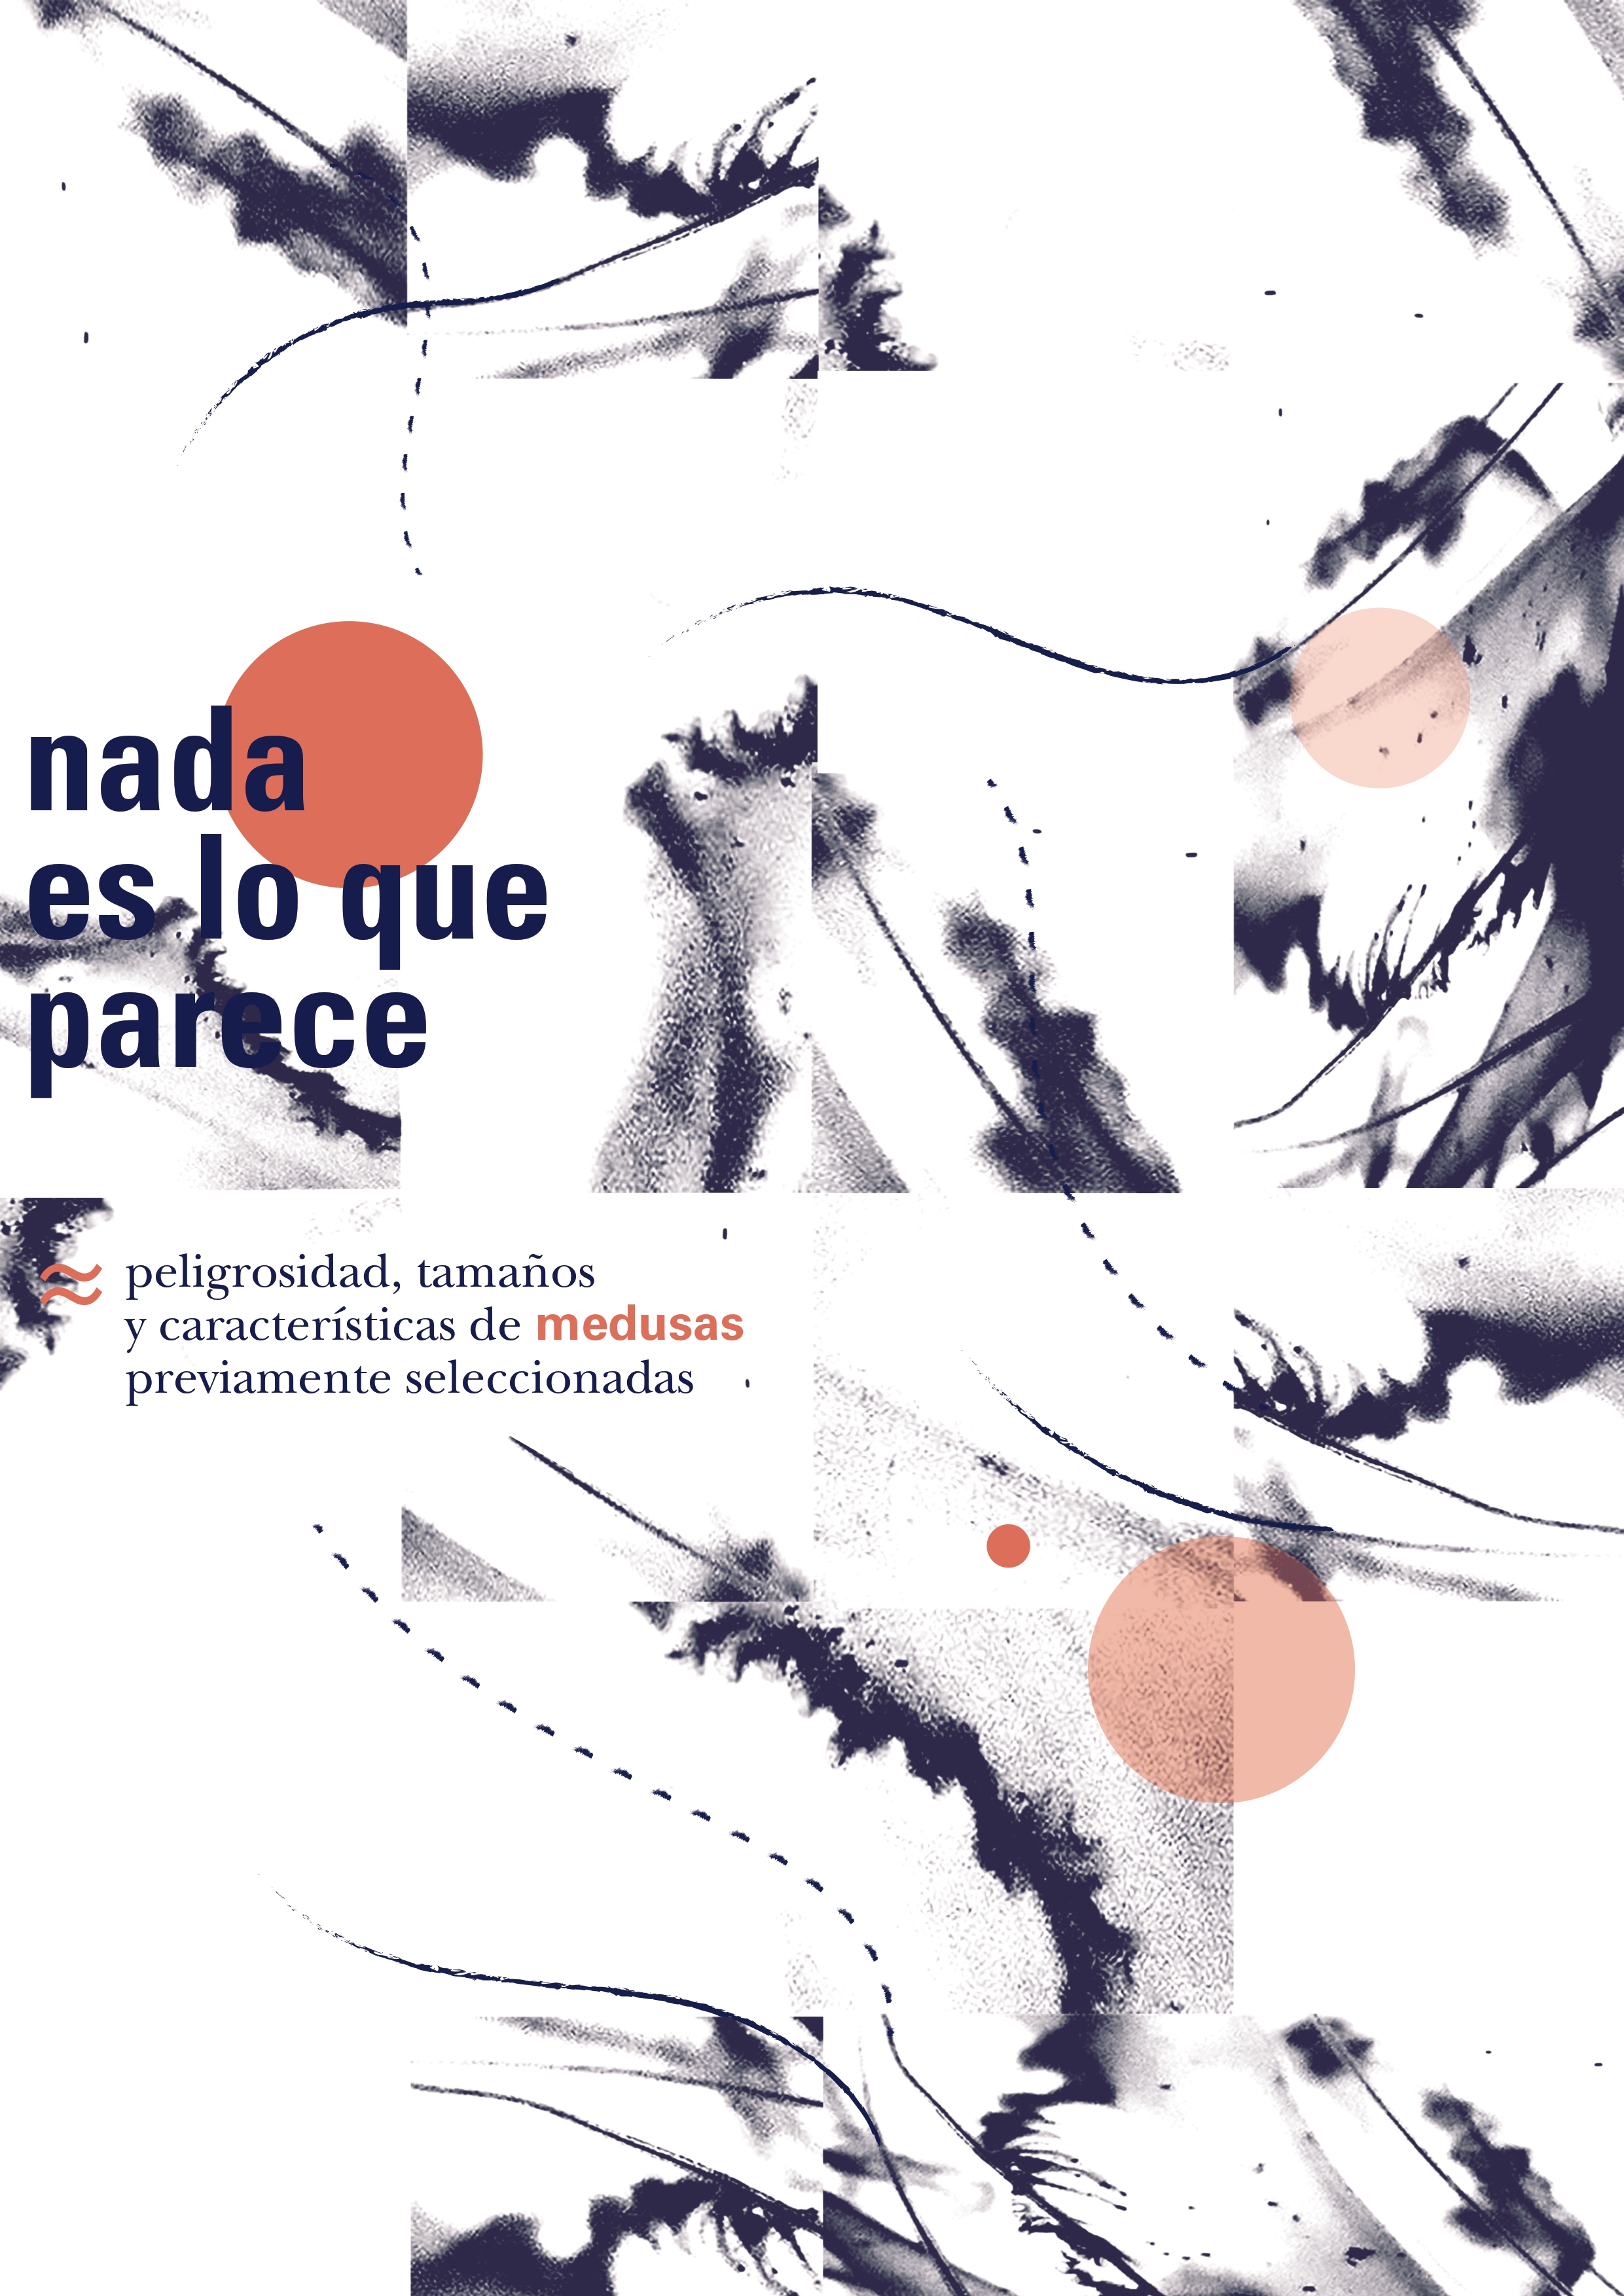 nada
es lo que
parece
peligrosidad, tamaños
y características de medusas
previamente seleccionadas